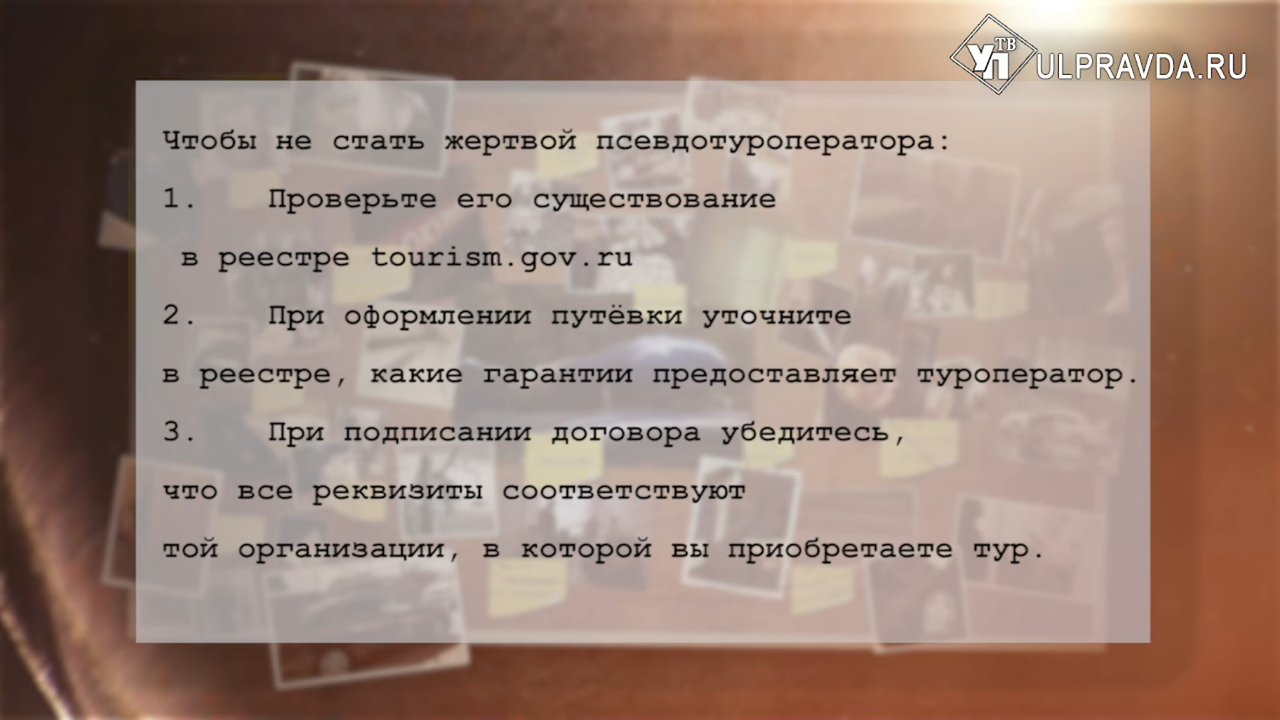 УП ТВ ULPRAVDA.RU
Чтобы не стать жертвой псевдотуроператора:
1. Проверьте его существование
в реестре tourism.gov.ru
2. При оформлении путёвки уточните
в реестре, какие гарантии предоставляет туроператор.
3. При подписании договора убедитесь,
что все реквизиты соответствуют
той организации, в которой вы приобретаете тур.